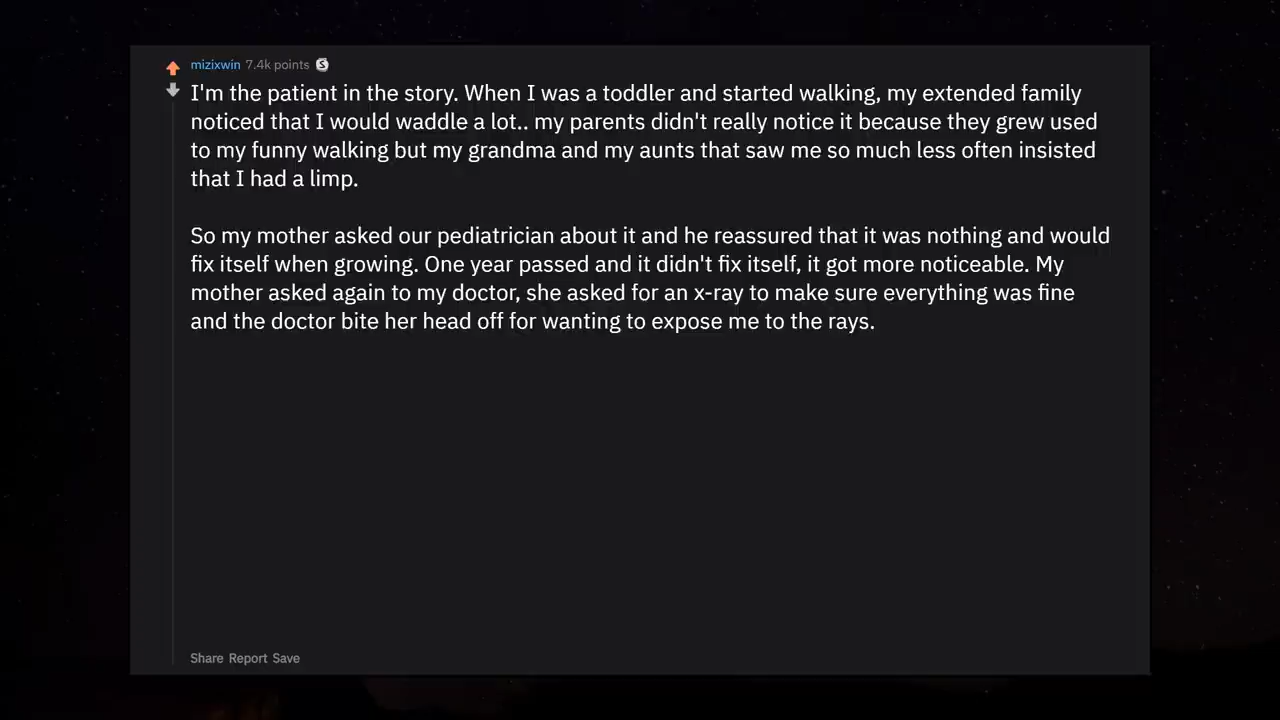 mizixwin 7.4k points
I'm the patient in the story. When I was a toddler and started walking, my extended family
noticed that I would waddle a lot.. my parents didn't really notice it because they grew used
to my funny walking but my grandma and my aunts that saw me so much less often insisted
that I had a limp.
So my mother asked our pediatrician about it and he reassured that it was nothing and would
fix itself when growing. One year passed and it didn't fix itself, it got more noticeable. My
mother asked again to my doctor, she asked for an x-ray to make sure everything was fine
and the doctor bite her head off for wanting to expose me to the rays.
Share Report Save